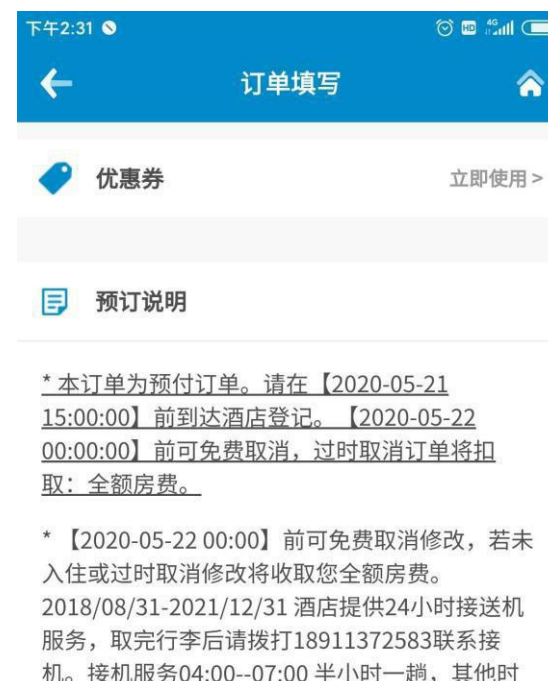 下午2:31 HD 4G
订单填写
优惠券 立即使用 >
预订说明
* 本订单为预付订单。请在【2020-05-21
15:00:00】前到达酒店登记。【2020-05-22
00:00:00】前可免费取消，过时取消订单将扣
取：全额房费。
* 【2020-05-22 00:00】前可免费取消修改，若未
入住或过时取消修改将收取您全额房费。
2018/08/31-2021/12/31 酒店提供24小时接送机
服务，取完行李后请拨打18911372583联系接
机。接机服务04:00--07:00 半小时一趟，其他时